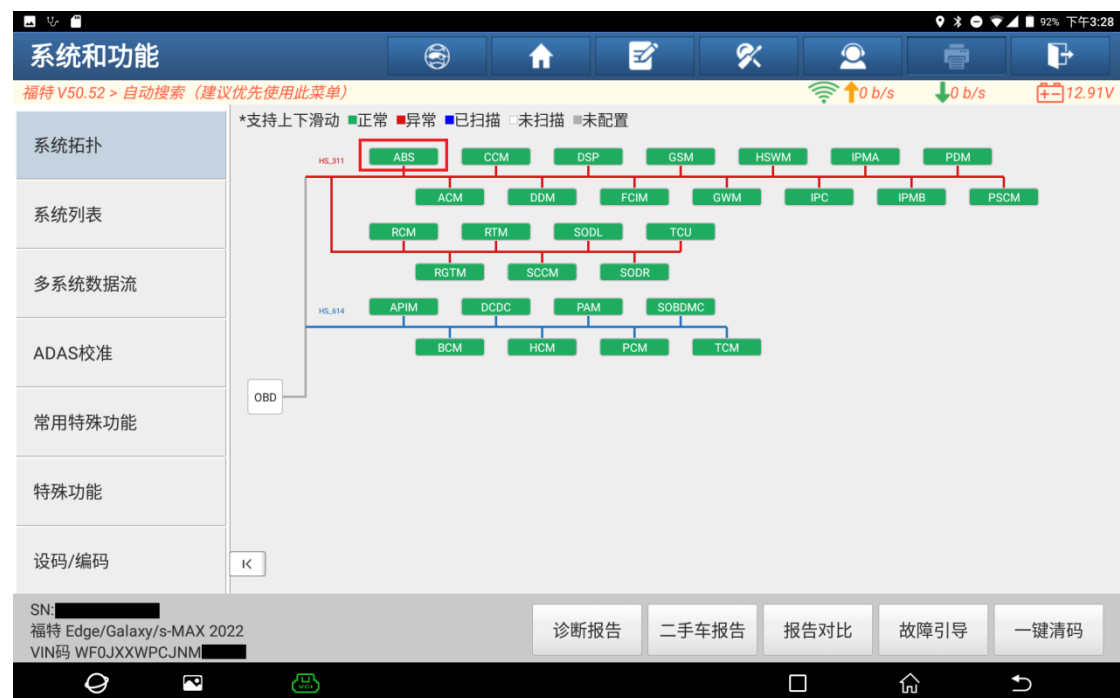 92% 下午3:28
系统和功能
福特 V50.52 > 自动搜索（建议优先使用此菜单）
0 b/s 0 b/s 12.91V
系统拓扑
系统列表
多系统数据流
ADAS校准
常用特殊功能
特殊功能
设码/编码
*支持上下滑动 正常 异常 已扫描 未扫描 未配置
HS_311 ABS CCM DSP GSM HSWM IPMA PDM
ACM DDM FCIM GWM IPC IPMB PSCM
RCM RTM SODL TCU
RGTM SCCM SODR
HS_614 APIM DCDC PAM SOBDMC
BCM HCM PCM TCM
OBD
K
SN:
福特 Edge/Galaxy/s-MAX 2022
VIN码 WF0JXXWPCJNM
诊断报告 二手车报告 报告对比 故障引导 一键清码
VCI